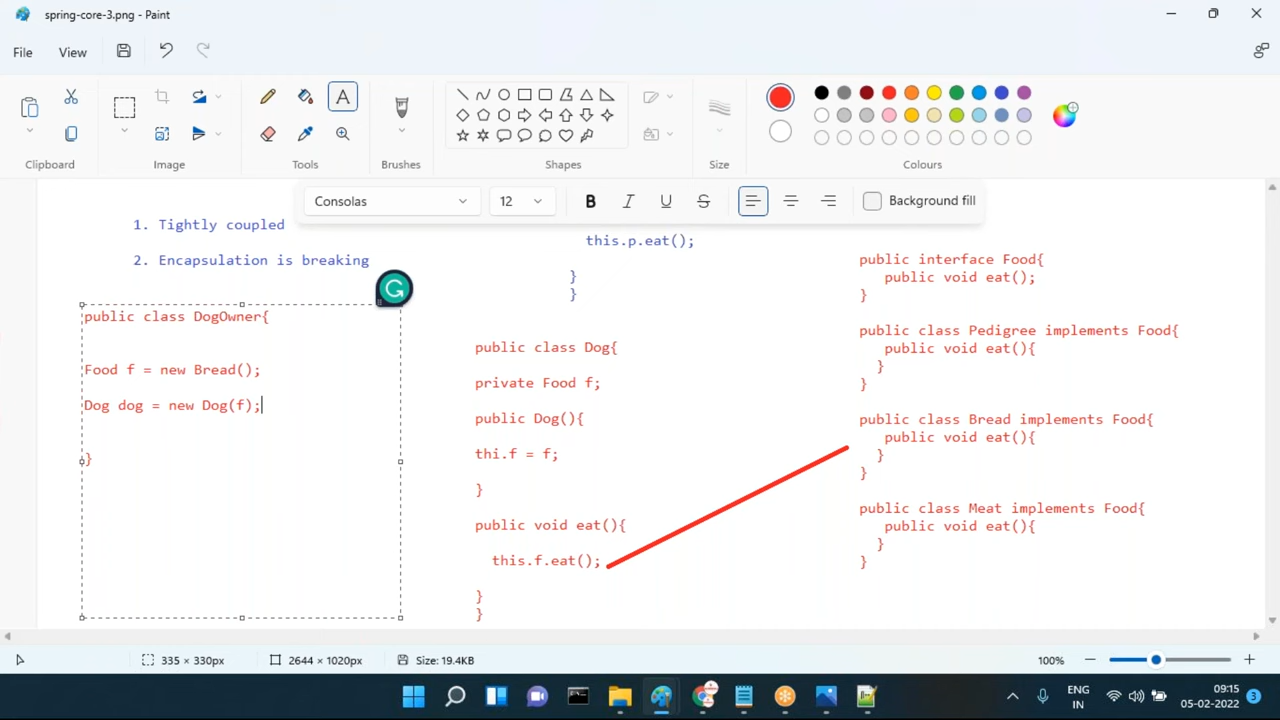 spring-core-3.png - Paint
File
View
Clipboard
Image
Tools
Brushes
Shapes
Size
Colours
Consolas
12
B
I
U
S
Background fill
1. Tightly coupled
2. Encapsulation is breaking
public class DogOwner{
Food f = new Bread();
Dog dog = new Dog(f);
}
this.p.eat();
}
}
public class Dog{
private Food f;
public Dog(){
thi.f = f;
}
public void eat(){
this.f.eat();
}
}
public interface Food{
public void eat();
}
public class Pedigree implements Food{
public void eat(){
}
}
public class Bread implements Food{
public void eat(){
}
}
public class Meat implements Food{
public void eat(){
}
}
335 × 330px
2644 × 1020px
Size: 19.4KB
100%
ENG
IN
09:15
05-02-2022
3